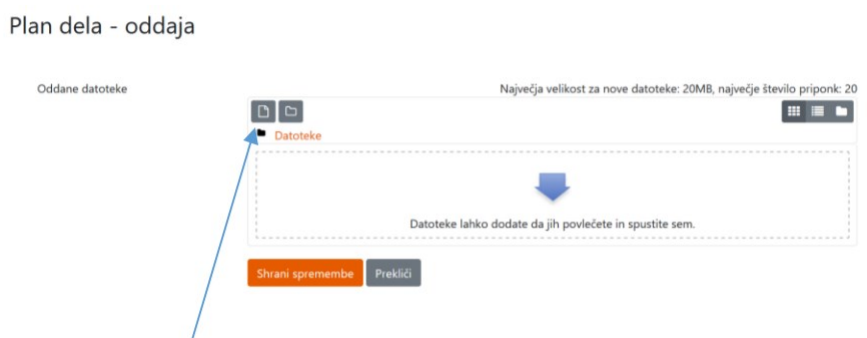 Plan dela - oddaja
Oddane datoteke
Največja velikost za nove datoteke: 20MB, največje število priponk: 20
Datoteke
Datoteke lahko dodate da jih povlečete in spustite sem.
Shrani spremembe
Prekliči